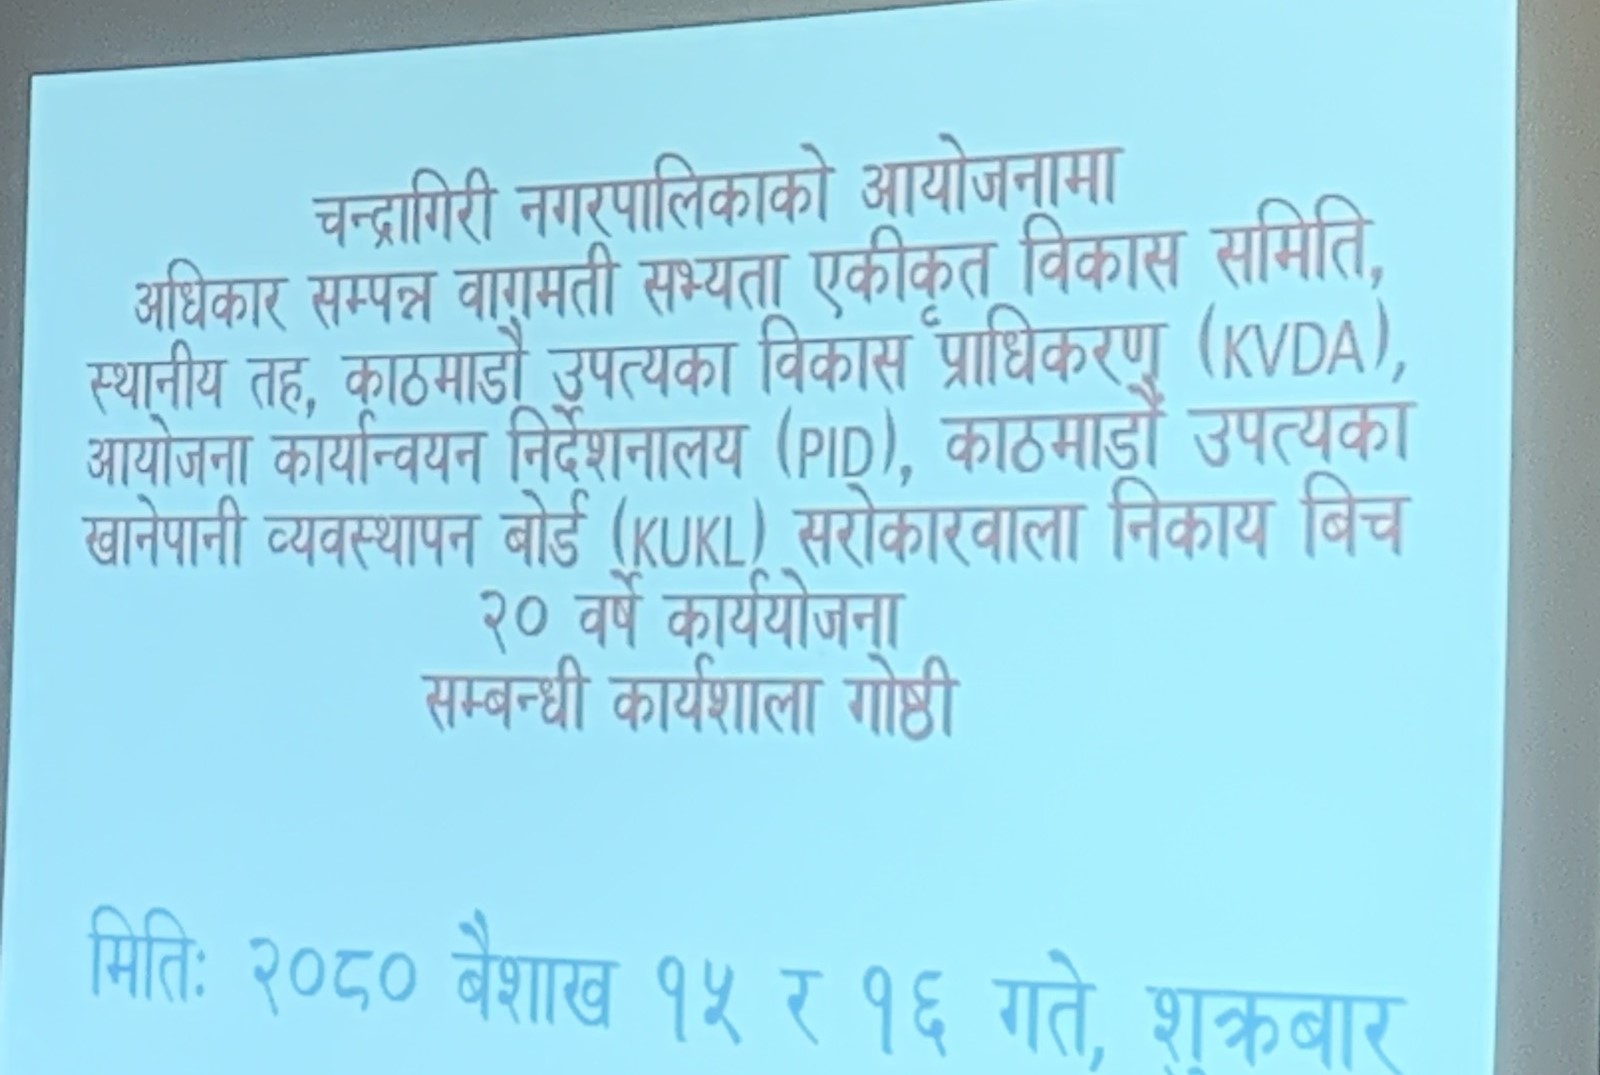 चन्द्रागिरी नगरपालिकाको आयोजनामा
अधिकार सम्पन्न वागमती सभ्यता एकीकृत विकास समिति,
स्थानीय तह, काठमाडौ उपत्यका विकास प्राधिकरण (KVDA),
आयोजना कार्यान्वयन निर्देशनालय (PID), काठमाडौ उपत्यका
खानेपानी व्यवस्थापन बोर्ड (KUKL) सरोकारवाला निकाय बिच
२० वर्षे कार्ययोजना
सम्बन्धी कार्यशाला गोष्ठी
मितिः २०८० बैशाख १५ र १६ गते, शुक्रबार